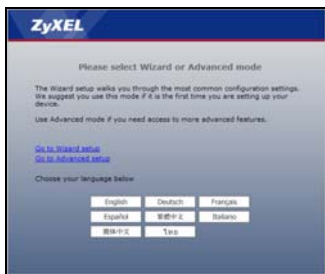 ZyXEL
Please select Wizard or Advanced mode
The Wizard setup walks you through the most common configuration settings.
We suggest you use this mode if it is the first time you are setting up your
device.
Use Advanced mode if you need access to more advanced features.
Go to Wizard setup
Go to Advanced setup
Choose your language below
English Deutsch Français
Español 繁體中文 Italiano
简体中文 ไทย